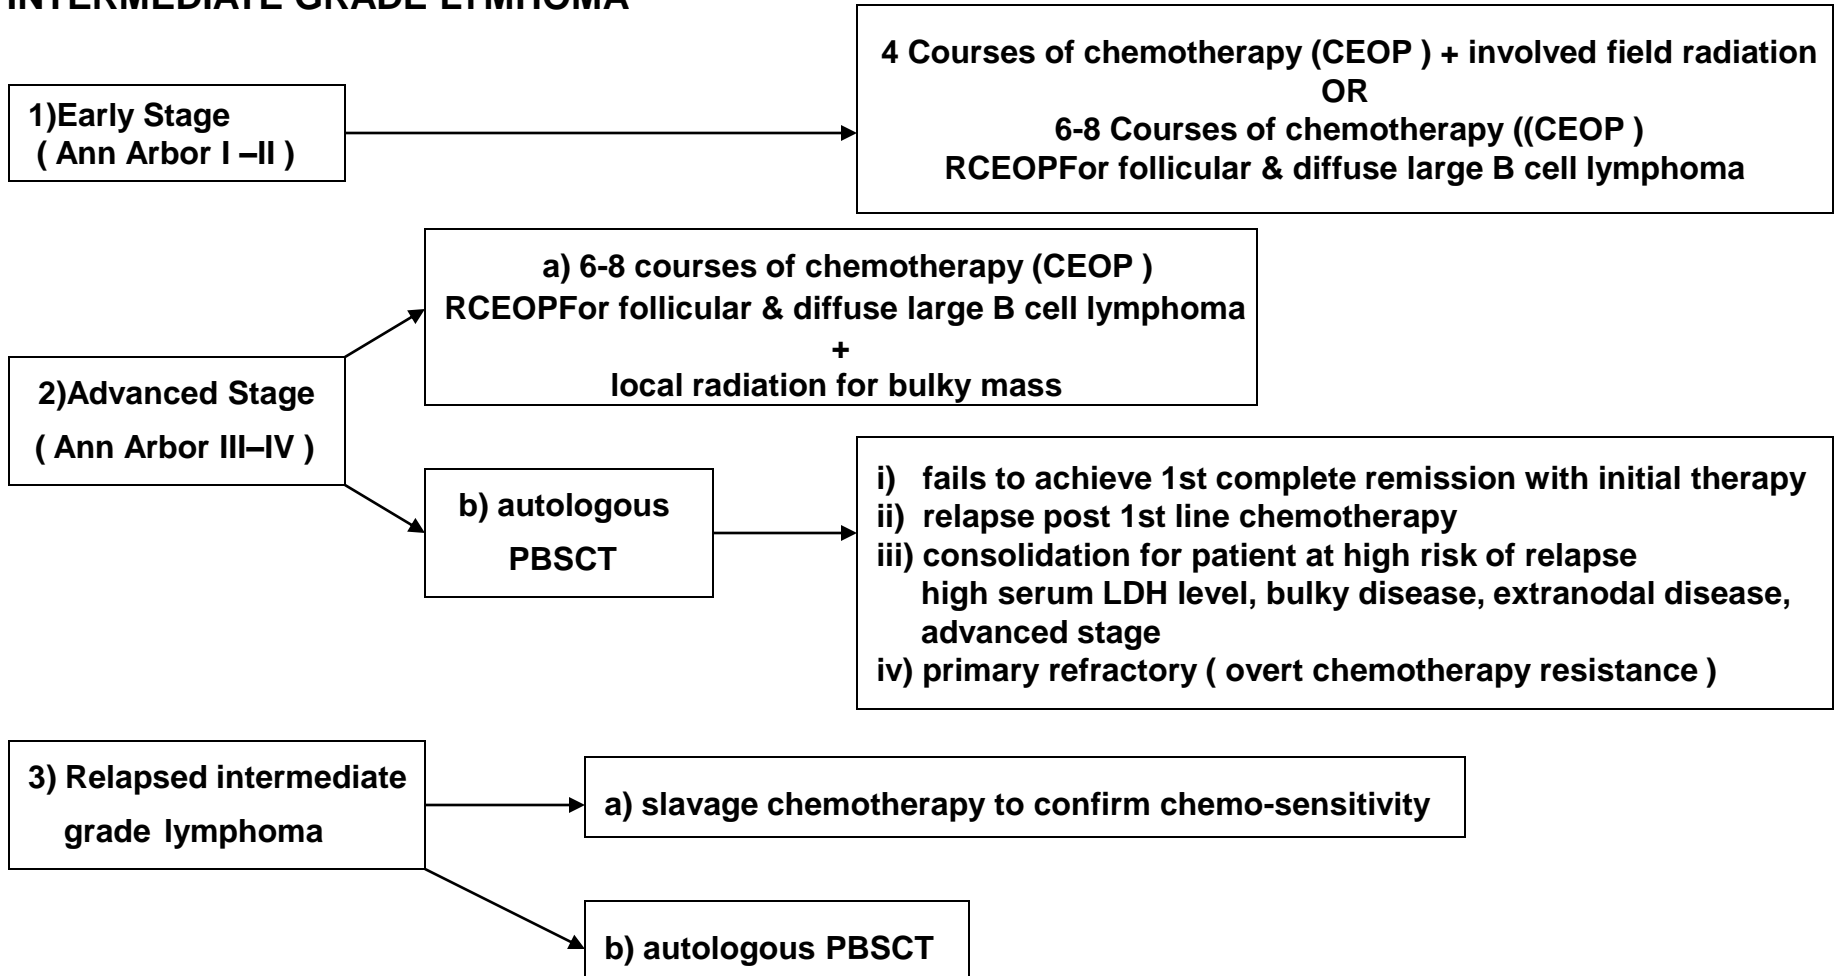 INTERMEDIATE GRADE LYMHOMA
1)Early Stage
( Ann Arbor I –II )
4 Courses of chemotherapy (CEOP ) + involved field radiation
OR
6-8 Courses of chemotherapy ((CEOP )
RCEOPFor follicular & diffuse large B cell lymphoma
2)Advanced Stage
( Ann Arbor III–IV )
a) 6-8 courses of chemotherapy (CEOP )
RCEOPFor follicular & diffuse large B cell lymphoma
+
local radiation for bulky mass
b) autologous
PBSCT
i) fails to achieve 1st complete remission with initial therapy
ii) relapse post 1st line chemotherapy
iii) consolidation for patient at high risk of relapse
high serum LDH level, bulky disease, extranodal disease,
advanced stage
iv) primary refractory ( overt chemotherapy resistance )
3) Relapsed intermediate
grade lymphoma
a) slavage chemotherapy to confirm chemo-sensitivity
b) autologous PBSCT